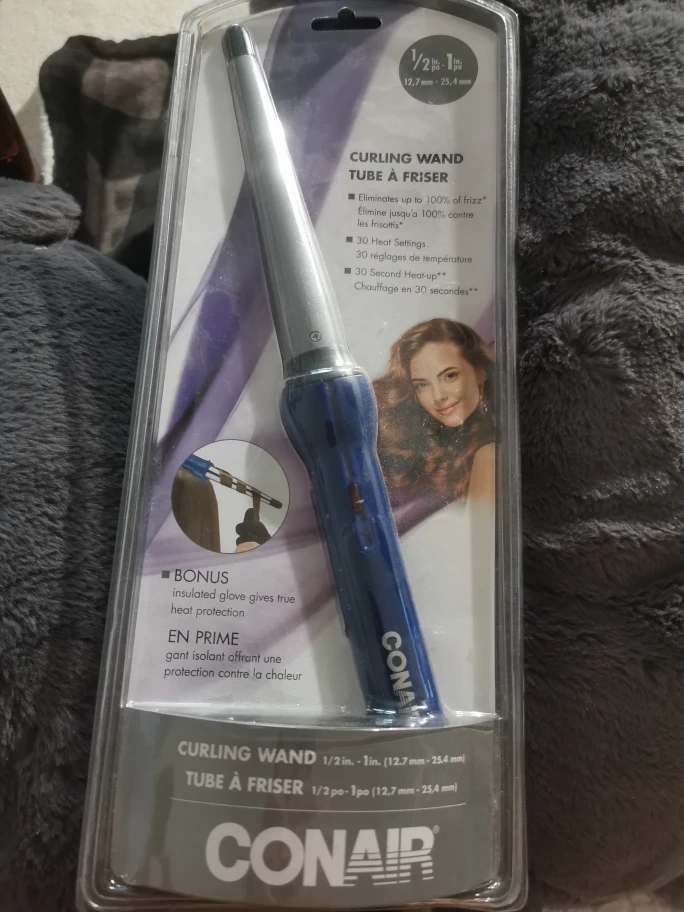 1/2 in. po - 1 in. po
12,7 mm - 25,4 mm
CURLING WAND
TUBE À FRISER
Eliminates up to 100% of frizz*
Élimine jusqu'a 100% contre
les frisottis*
30 Heat Settings
30 réglages de température
30 Second Heat-up**
Chauffage en 30 secondes**
BONUS
insulated glove gives true
heat protection
EN PRIME
gant isolant offrant une
protection contre la chaleur
CONAI
CURLING WAND 1/2 in. - 1 in. (12.7 mm - 25.4 mm)
TUBE À FRISER 1/2 po - 1 po (12,7 mm - 25,4 mm)
CONAIR®